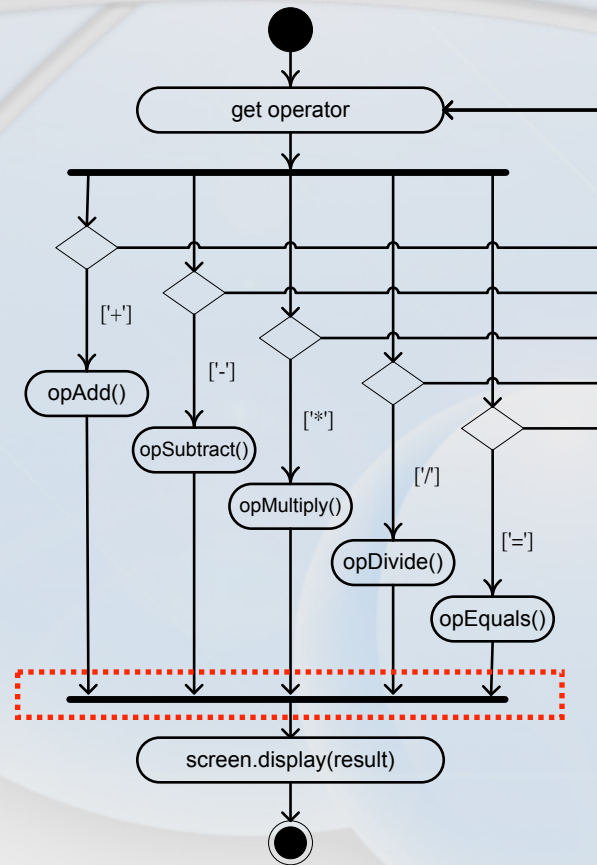 get operator
['+']
opAdd()
['-']
opSubtract()
['*']
opMultiply()
['/']
opDivide()
['=']
opEquals()
screen.display(result)